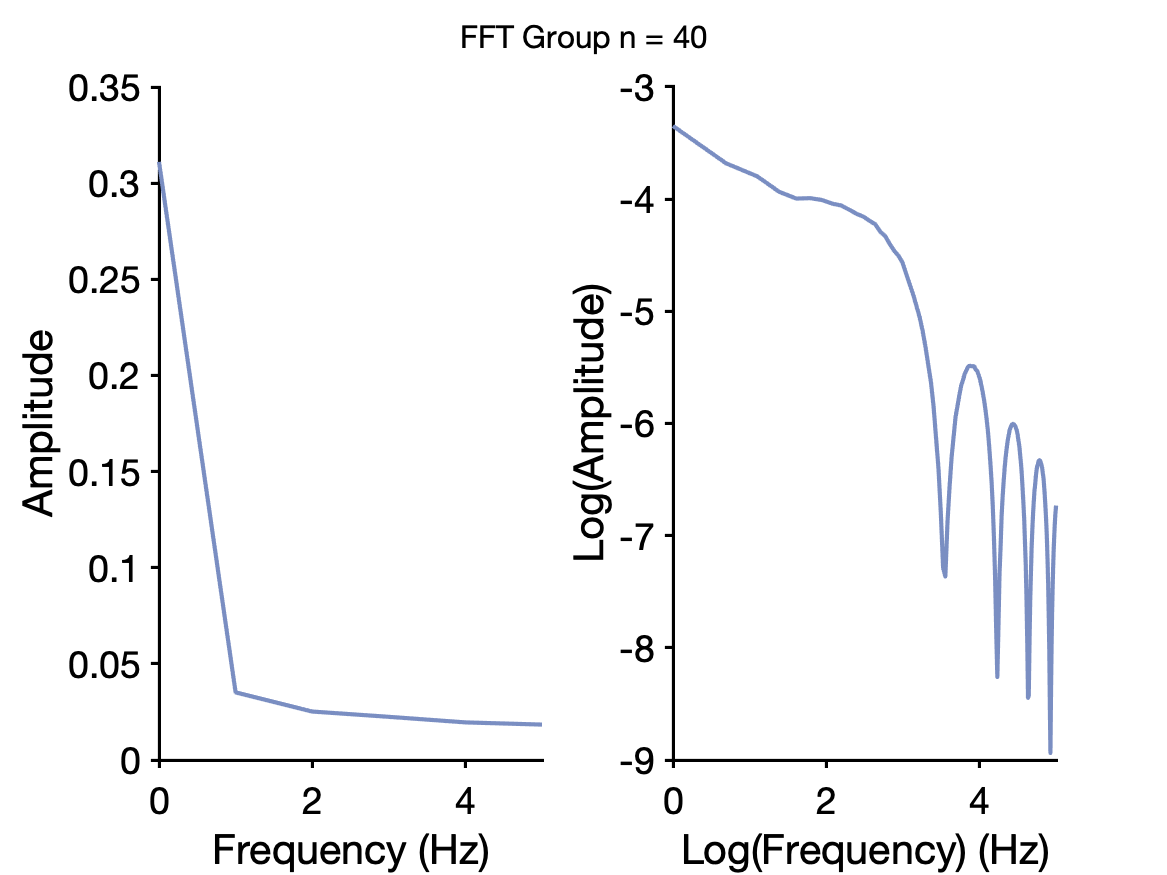 FFT Group n = 40
0.35
0.3
0.25
0.2
0.15
0.1
0.05
0
Amplitude
0 2 4
Frequency (Hz)
-3
-4
-5
-6
-7
-8
-9
Log(Amplitude)
0 2 4
Log(Frequency) (Hz)